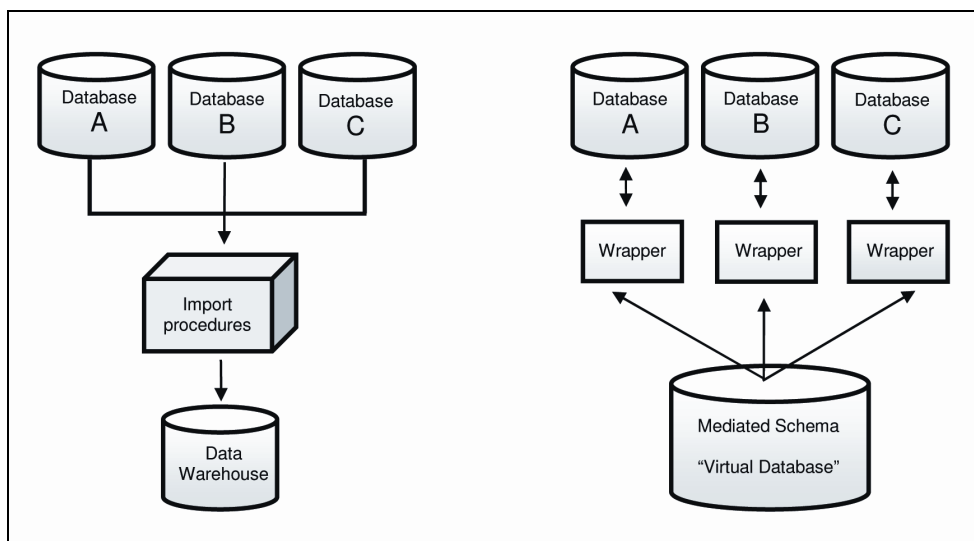 Database
A
Database
B
Database
C
Import
procedures
Data
Warehouse
Database
A
Database
B
Database
C
Wrapper
Wrapper
Wrapper
Mediated Schema
“Virtual Database”